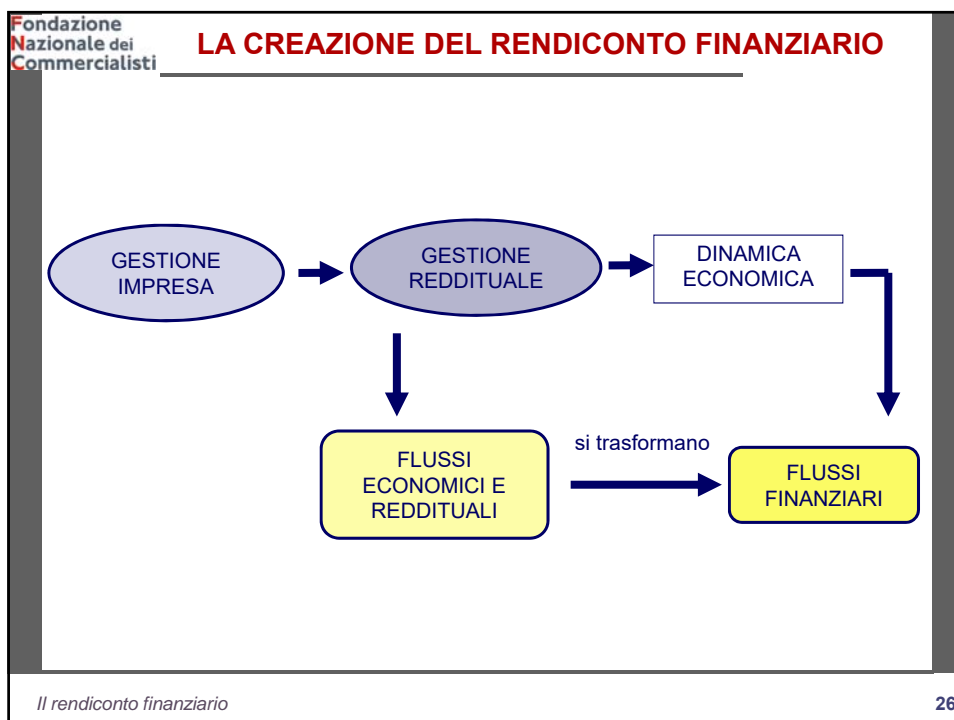 Fondazione
Nazionale dei
Commercialisti
LA CREAZIONE DEL RENDICONTO FINANZIARIO
GESTIONE
IMPRESA
GESTIONE
REDDITUALE
DINAMICA
ECONOMICA
FLUSSI
ECONOMICI E
REDDITUALI
si trasformano
FLUSSI
FINANZIARI
Il rendiconto finanziario
26